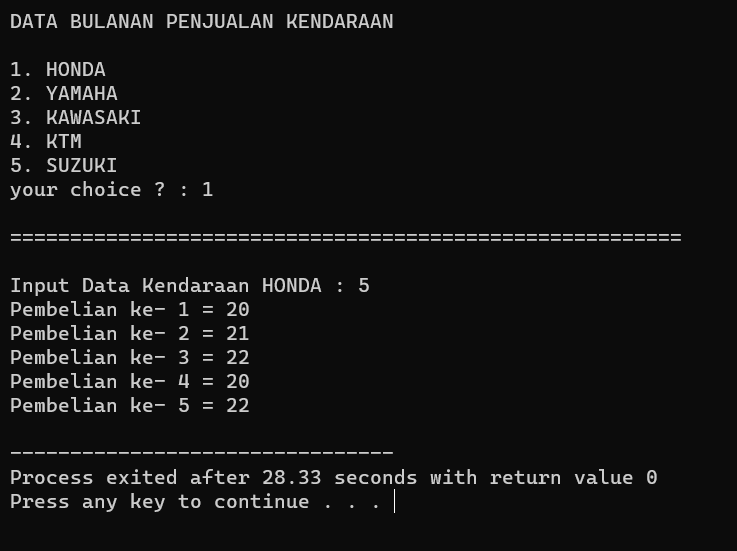 DATA BULANAN PENJUALAN KENDARAAN
1. HONDA
2. YAMAHA
3. KAWASAKI
4. KTM
5. SUZUKI
your choice ? : 1
========================================================
Input Data Kendaraan HONDA : 5
Pembelian ke- 1 = 20
Pembelian ke- 2 = 21
Pembelian ke- 3 = 22
Pembelian ke- 4 = 20
Pembelian ke- 5 = 22
--------------------------------
Process exited after 28.33 seconds with return value 0
Press any key to continue . . .